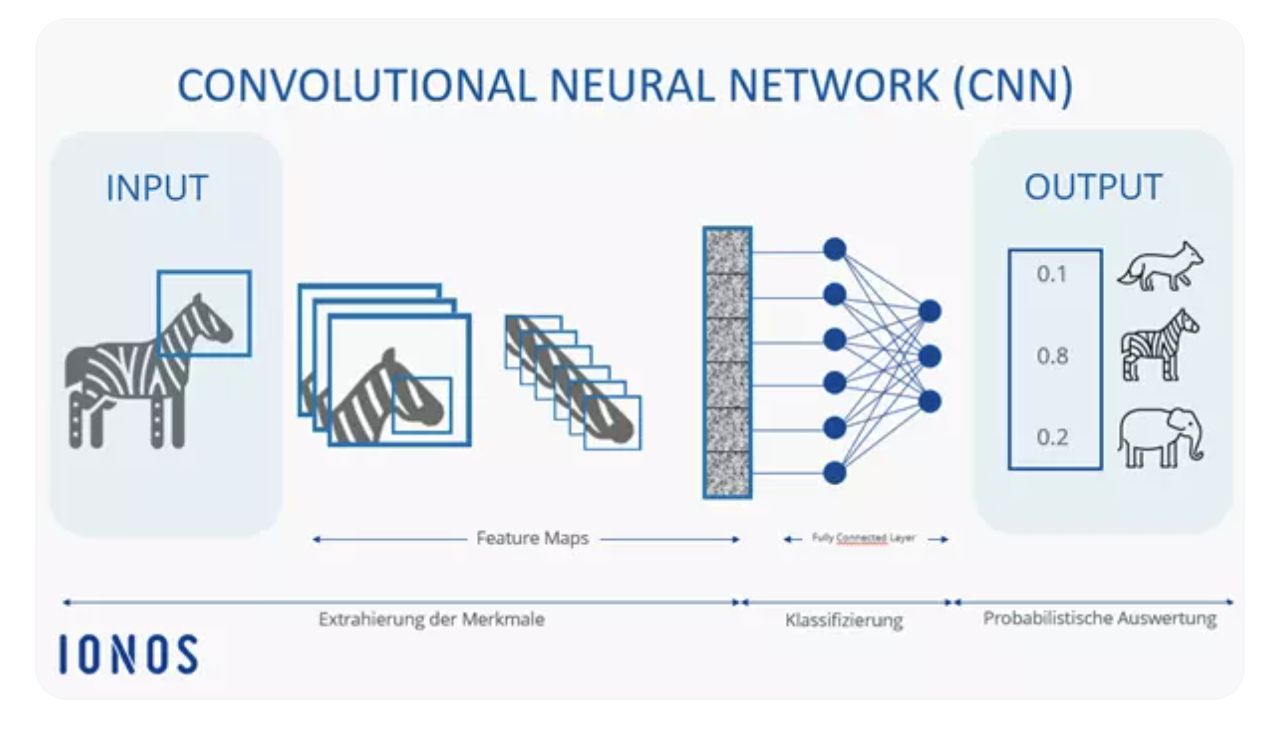 CONVOLUTIONAL NEURAL NETWORK (CNN)
INPUT
OUTPUT
0.1
0.8
0.2
Feature Maps
Fully Connected Layer
Extrahierung der Merkmale
Klassifizierung
Probabilistische Auswertung
IONOS